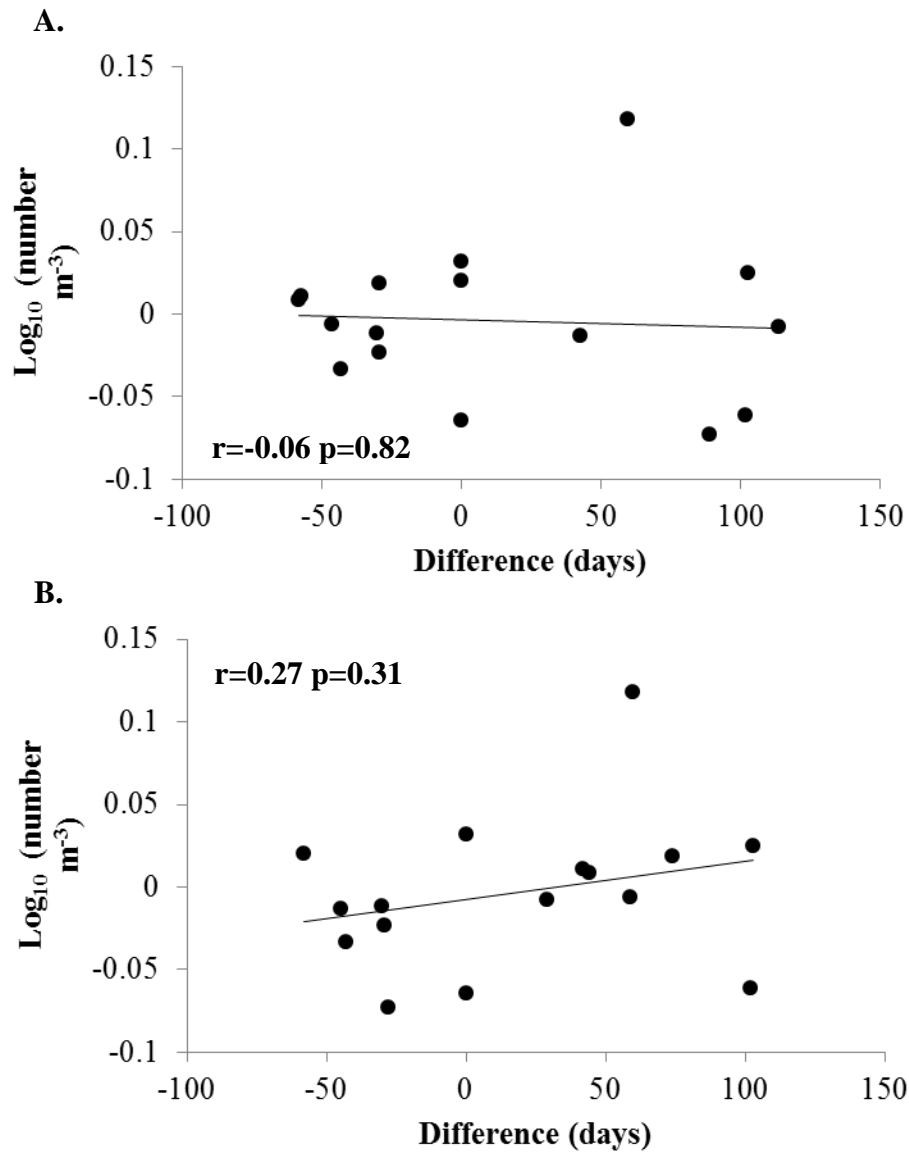 A.
0.15
0.1
0.05
0
-0.05
-0.1
Log₁₀ (number
m⁻³)
r=-0.06 p=0.82
-100 -50 0 50 100 150
Difference (days)
B.
0.15
0.1
0.05
0
-0.05
-0.1
Log₁₀ (number
m⁻³)
r=0.27 p=0.31
-100 -50 0 50 100 150
Difference (days)